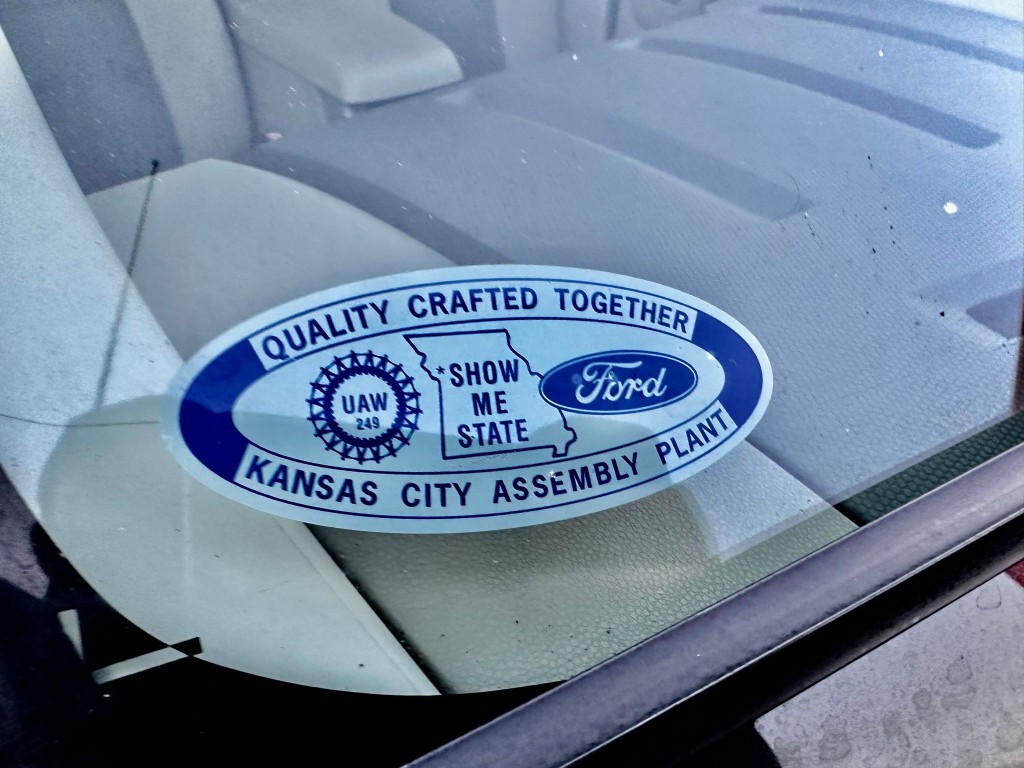 QUALITY CRAFTED TOGETHER
UAW
249
SHOW
ME
STATE
Ford
KANSAS CITY ASSEMBLY PLANT